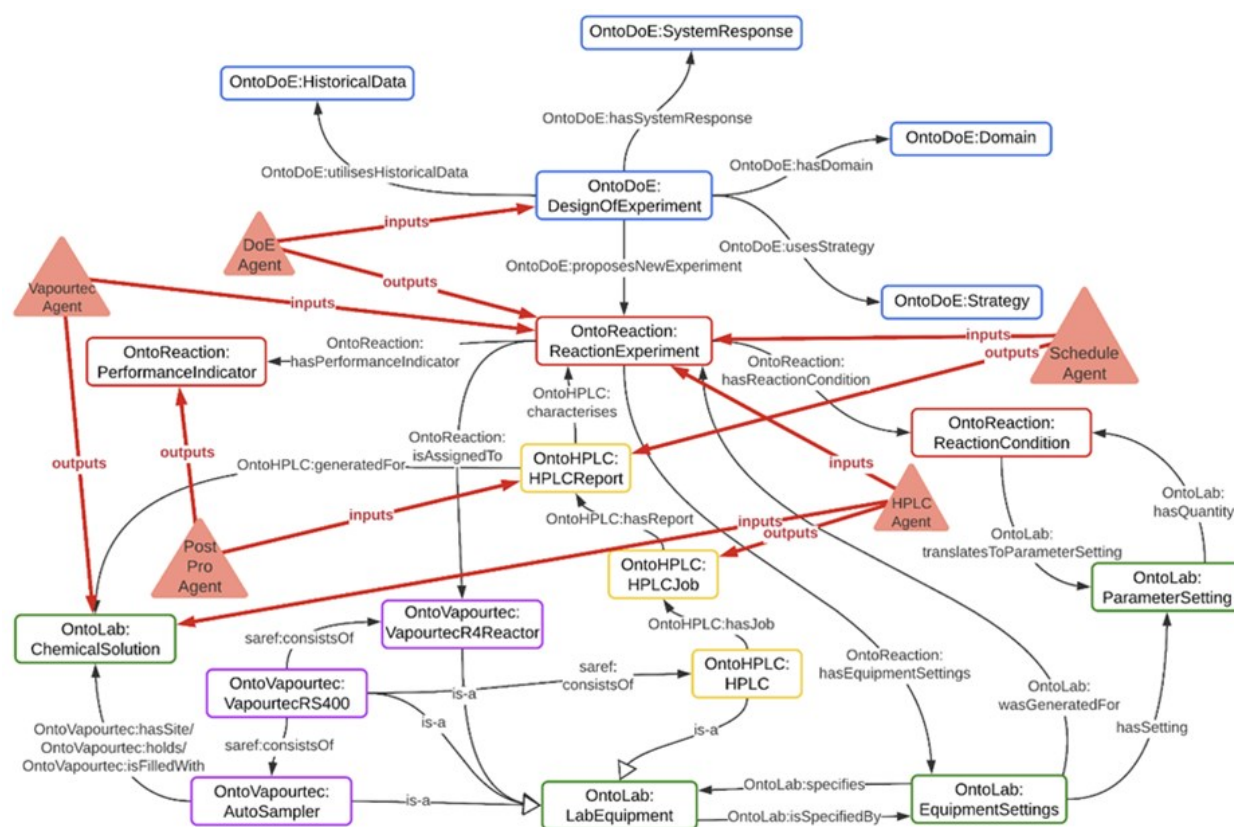 OntoDoE:SystemResponse
OntoDoE:HistoricalData
OntoDoE:hasSystemResponse
OntoDoE:Domain
OntoDoE:hasDomain
OntoDoE:utilisesHistoricalData
OntoDoE:
DesignOfExperiment
inputs
DoE
Agent
OntoDoE:usesStrategy
OntoDoE:proposesNewExperiment
outputs
Vapourtec
Agent
inputs
OntoDoE:Strategy
OntoReaction:
ReactionExperiment
inputs
outputs
Schedule
Agent
OntoReaction:
hasPerformanceIndicator
OntoReaction:
PerformanceIndicator
OntoReaction:
hasReactionCondition
OntoHPLC:
characterises
OntoReaction:
ReactionCondition
OntoReaction:
isAssignedTo
outputs
outputs
OntoHPLC:generatedFor
OntoHPLC:
HPLCReport
inputs
HPLC
Agent
OntoLab:
hasQuantity
inputs
OntoHPLC:hasReport
inputs
outputs
OntoLab:
translatesToParameterSetting
Post
Pro
Agent
OntoHPLC:
HPLCJob
OntoLab:
ParameterSetting
OntoLab:
ChemicalSolution
saref:consistsOf
OntoVapourtec:
VapourtecR4Reactor
OntoHPLC:hasJob
OntoVapourtec:
VapourtecRS400
saref:
consistsOf
OntoHPLC:
HPLC
OntoReaction:
hasEquipmentSettings
OntoLab:
wasGeneratedFor
is-a
is-a
is-a
hasSetting
OntoVapourtec:hasSite/
OntoVapourtec:holds/
OntoVapourtec:isFilledWith
saref:consistsOf
OntoVapourtec:
AutoSampler
is-a
OntoLab:
LabEquipment
OntoLab:specifies
OntoLab:isSpecifiedBy
OntoLab:
EquipmentSettings